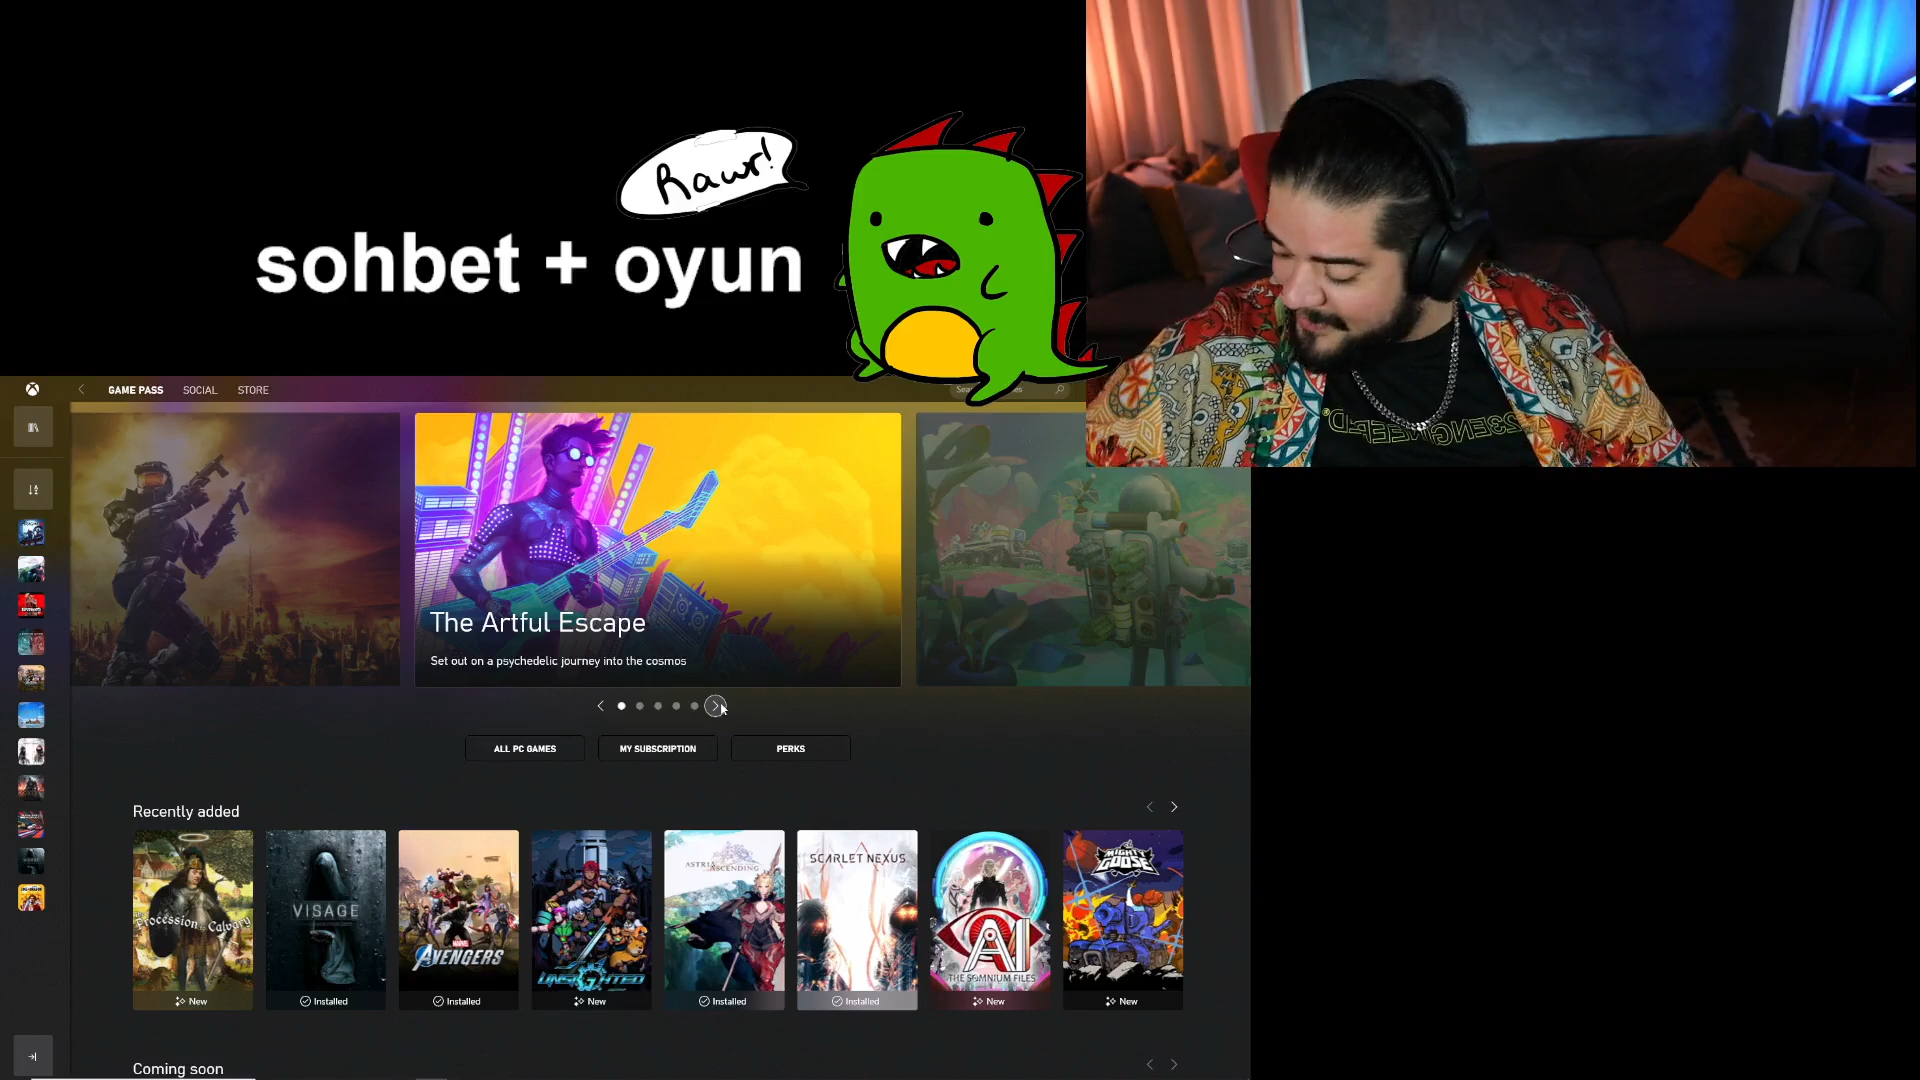 Rawr!
sohbet + oyun
GAME PASS SOCIAL STORE
The Artful Escape
Set out on a psychedelic journey into the cosmos
ALL PC GAMES MY SUBSCRIPTION PERKS
Recently added
Procession to Calvary
VISAGE
MARVEL
AVENGERS
UNSIGHTED
ASTRIA
ASCENDING
SCARLET NEXUS
AI
THE SOMNIUM FILES
MIGHTY
GOOSE
New
Installed
Installed
New
Installed
Installed
New
New
Coming soon